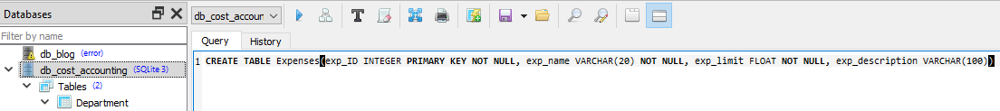 Databases
db_cost_accour
Filter by name
Query
History
db_blog (error)
1 CREATE TABLE Expenses(exp_ID INTEGER PRIMARY KEY NOT NULL, exp_name VARCHAR(20) NOT NULL, exp_limit FLOAT NOT NULL, exp_description VARCHAR(100))
db_cost_accounting (SQLite 3)
Tables (2)
Department